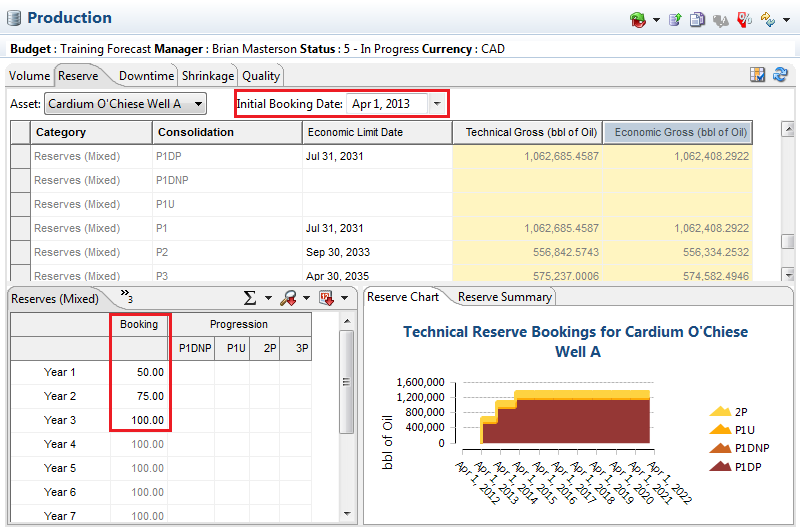 Production
Budget : Training Forecast Manager : Brian Masterson Status : 5 - In Progress Currency : CAD
Volume Reserve Downtime Shrinkage Quality
Asset: Cardium O'Chiese Well A Initial Booking Date: Apr 1, 2013
Category Consolidation Economic Limit Date Technical Gross (bbl of Oil) Economic Gross (bbl of Oil)
Reserves (Mixed) P1DP Jul 31, 2031 1,062,685.4587 1,062,408.2922
Reserves (Mixed) P1DNP
Reserves (Mixed) P1U
Reserves (Mixed) P1 Jul 31, 2031 1,062,685.4587 1,062,408.2922
Reserves (Mixed) P2 Sep 30, 2033 556,842.5743 556,334.2532
Reserves (Mixed) P3 Apr 30, 2035 575,237.0006 574,582.4946
Reserves (Mixed) »3
Booking Progression
P1DNP P1U 2P 3P
Year 1 50.00
Year 2 75.00
Year 3 100.00
Year 4 100.00
Year 5 100.00
Year 6 100.00
Year 7 100.00
Reserve Chart Reserve Summary
Technical Reserve Bookings for Cardium O'Chiese
Well A
bbl of Oil
1,600,000
1,200,000
800,000
400,000
0
Apr 1, 2012
Apr 1, 2013
Apr 1, 2014
Apr 1, 2015
Apr 1, 2016
Apr 1, 2017
Apr 1, 2018
Apr 1, 2019
Apr 1, 2020
Apr 1, 2021
Apr 1, 2022
2P
P1U
P1DNP
P1DP